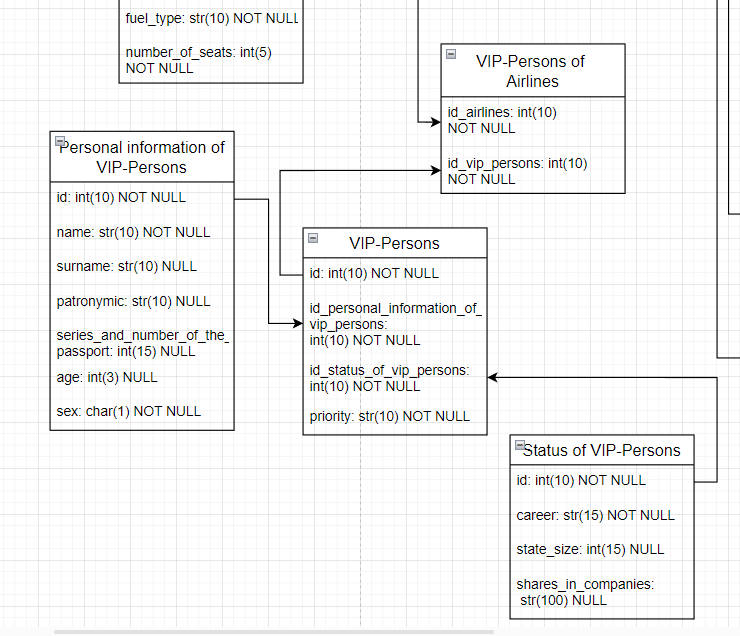 fuel_type: str(10) NOT NULL
number_of_seats: int(5)
NOT NULL
VIP-Persons of
Airlines
id_airlines: int(10)
NOT NULL
id_vip_persons: int(10)
NOT NULL
Personal information of
VIP-Persons
id: int(10) NOT NULL
name: str(10) NOT NULL
surname: str(10) NULL
patronymic: str(10) NULL
series_and_number_of_the_
passport: int(15) NULL
age: int(3) NULL
sex: char(1) NOT NULL
VIP-Persons
id: int(10) NOT NULL
id_personal_information_of_
vip_persons:
int(10) NOT NULL
id_status_of_vip_persons:
int(10) NOT NULL
priority: str(10) NOT NULL
Status of VIP-Persons
id: int(10) NOT NULL
career: str(15) NOT NULL
state_size: int(15) NULL
shares_in_companies:
str(100) NULL